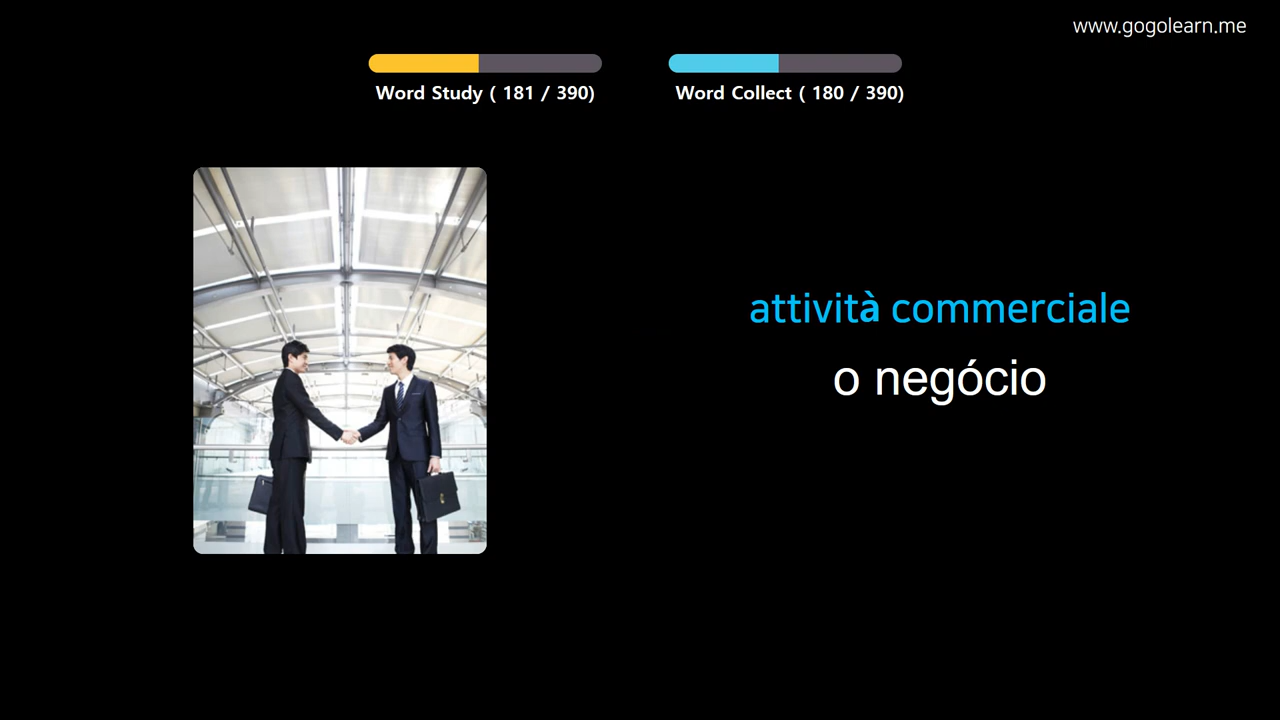 www.gogolearn.me
Word Study ( 181 / 390)
Word Collect ( 180 / 390)
attività commerciale
o negócio